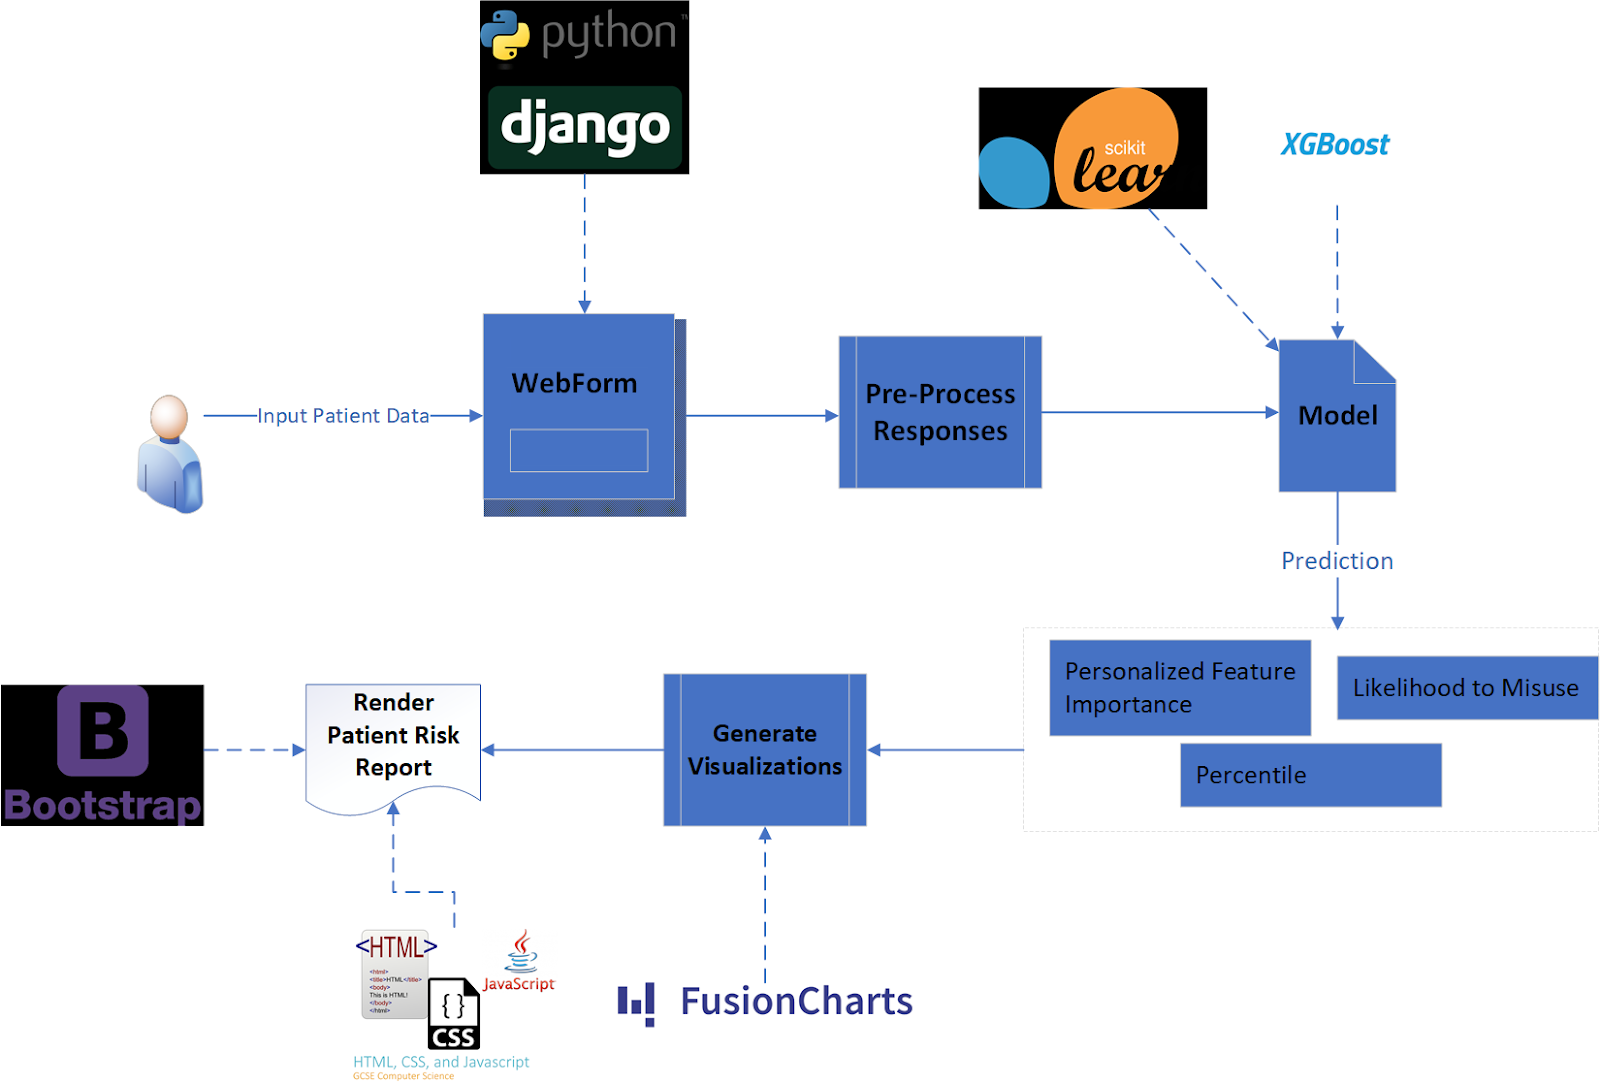 python™
django
scikit
lear
XGBoost
WebForm
Input Patient Data
Pre-Process
Responses
Model
Prediction
Personalized Feature
Importance
Likelihood to Misuse
Percentile
Generate
Visualizations
Render
Patient Risk
Report
B
Bootstrap
<HTML>
<html>
<title>HTML</title>
<body>
This is HTML!
</body>
</html>
{}
CSS
JavaScript
HTML, CSS, and Javascript
GCSE Computer Science
FusionCharts